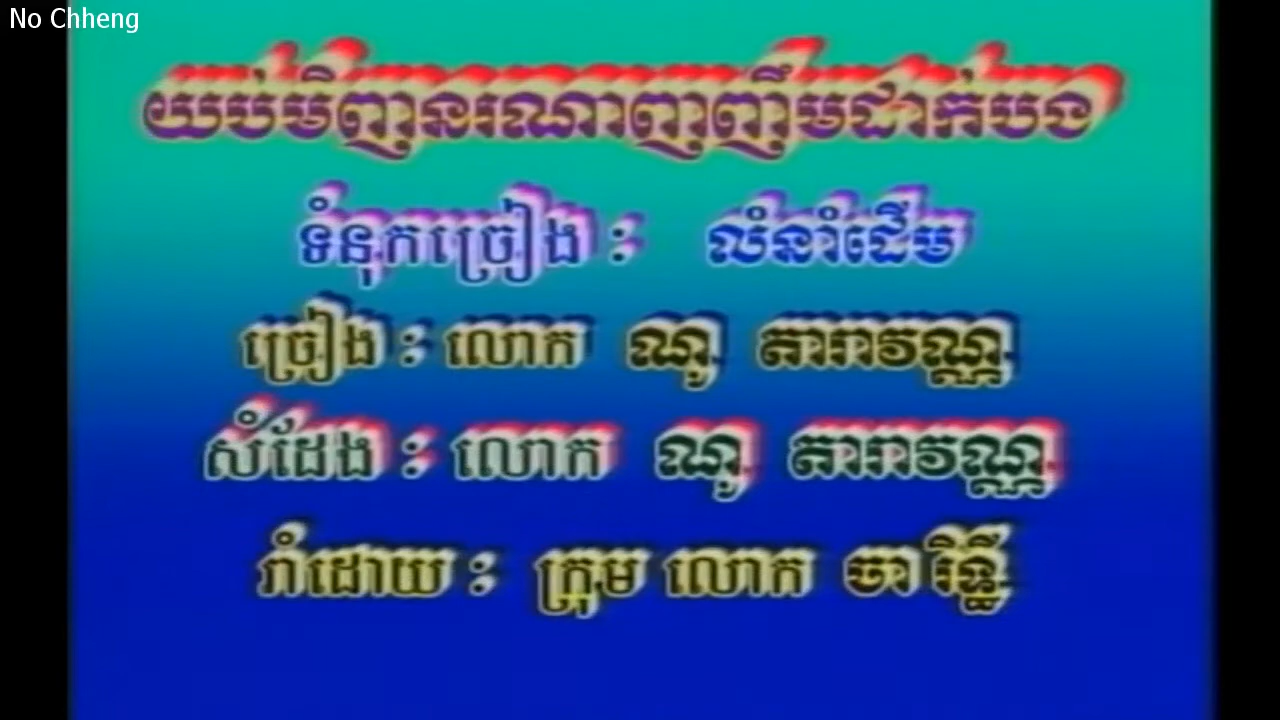 No Chheng
យប់មិញនរណាញញឹមដាក់បង
ទំនុកច្រៀង : លំនាំដើម
ច្រៀង : លោក ណូ តារាវណ្ណ
សំដែង : លោក ណូ តារាវណ្ណ
រាំដោយ : ក្រុម លោក ចា រិទ្ធី